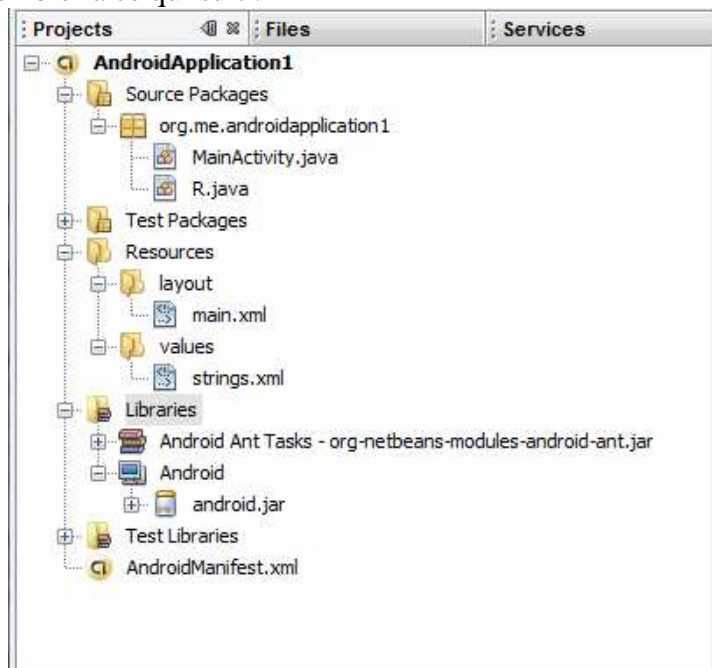 Projects Files Services
AndroidApplication1
Source Packages
org.me.androidapplication1
MainActivity.java
R.java
Test Packages
Resources
layout
main.xml
values
strings.xml
Libraries
Android Ant Tasks - org-netbeans-modules-android-ant.jar
Android
android.jar
Test Libraries
AndroidManifest.xml